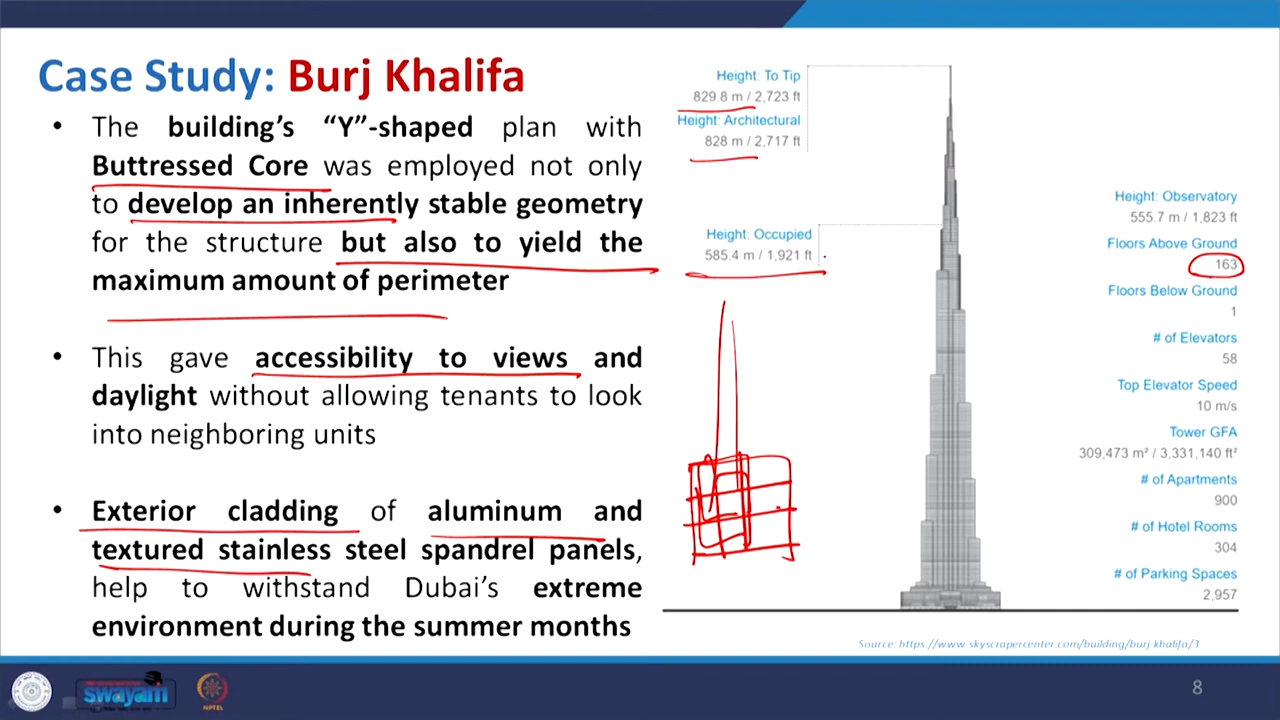 Case Study: Burj Khalifa
• The building's “Y”-shaped plan with
Buttressed Core was employed not only
to develop an inherently stable geometry
for the structure but also to yield the
maximum amount of perimeter
• This gave accessibility to views and
daylight without allowing tenants to look
into neighboring units
• Exterior cladding of aluminum and
textured stainless steel spandrel panels,
help to withstand Dubai's extreme
environment during the summer months
Height: To Tip
829.8 m / 2,723 ft
Height: Architectural
828 m / 2,717 ft
Height: Occupied
585.4 m / 1,921 ft
Height: Observatory
555.7 m / 1,823 ft
Floors Above Ground
163
Floors Below Ground
1
# of Elevators
58
Top Elevator Speed
10 m/s
Tower GFA
309,473 m² / 3,331,140 ft²
# of Apartments
900
# of Hotel Rooms
304
# of Parking Spaces
2,957
Source: https://www.skyscrapercenter.com/building/burj-khalifa/3
swayam
NPTEL
8